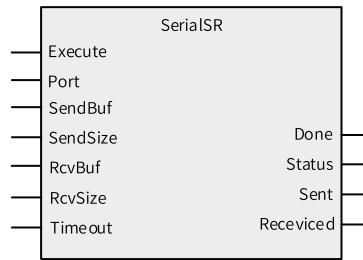 SerialSR
Execute
Port
SendBuf
SendSize
RcvBuf
RcvSize
Timeout
Done
Status
Sent
Receviced